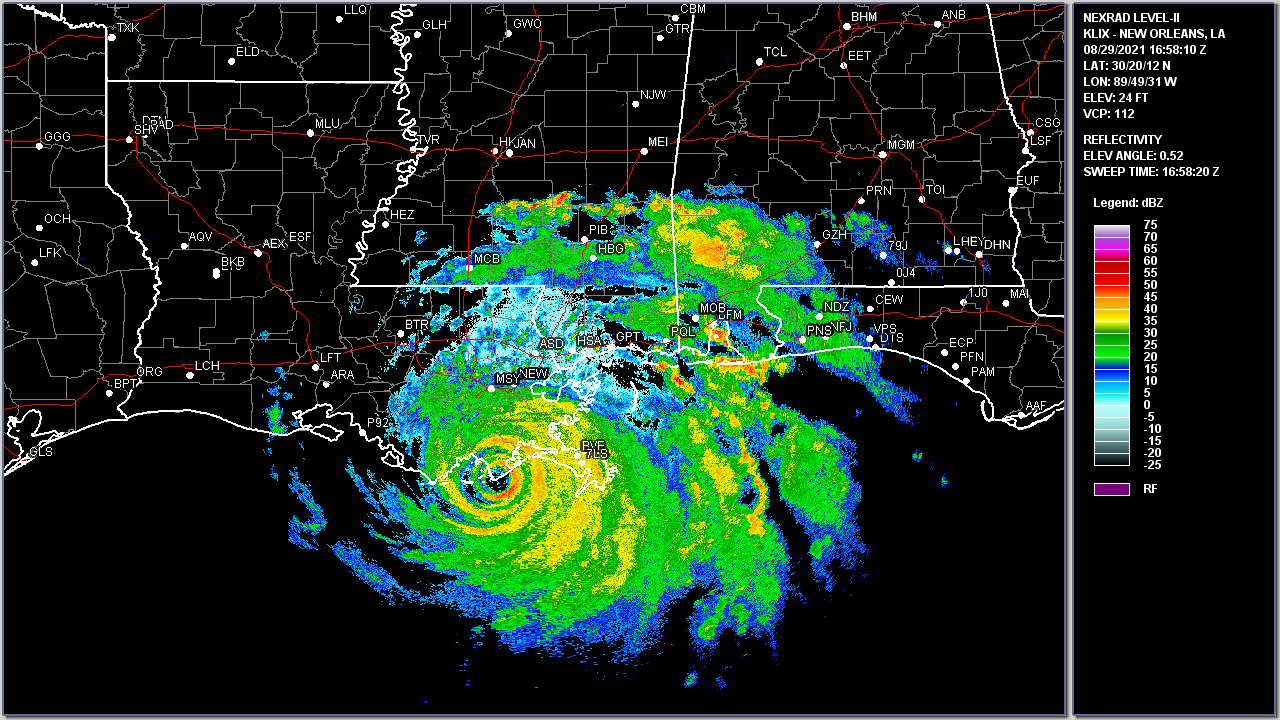 NEXRAD LEVEL-II
KLIX - NEW ORLEANS, LA
08/29/2021 16:58:10 Z
LAT: 30/20/12 N
LON: 89/49/31 W
ELEV: 24 FT
VCP: 112
REFLECTIVITY
ELEV ANGLE: 0.52
SWEEP TIME: 16:58:20 Z
Legend: dBZ
75
70
65
60
55
50
45
40
35
30
25
20
15
10
5
0
-5
-10
-15
-20
-25
RF
LLQ
CBM
TXK
GLH
GWO
GTR
BHM
ANB
ELD
TCL
EET
NJW
MLU
CSG
GGG
SHV
TVR
HKJAN
MEI
MGM
LSF
EUF
PRN
TOI
OCH
HEZ
AQV
ESF
AEX
PIB
GZH
79J
LHEY
DHN
LFK
BKB
MCB
HBG
0J4
1J0
MAI
CEW
NDZ
MOB
BFM
BTR
ASD
HSA
GPT
PQL
PNS
NFJ
VPS
DTS
ECP
PFN
PAM
AAF
LFT
LCH
ORG
BPT
ARA
MSY
NEW
P92
PVE
7LS
GLS